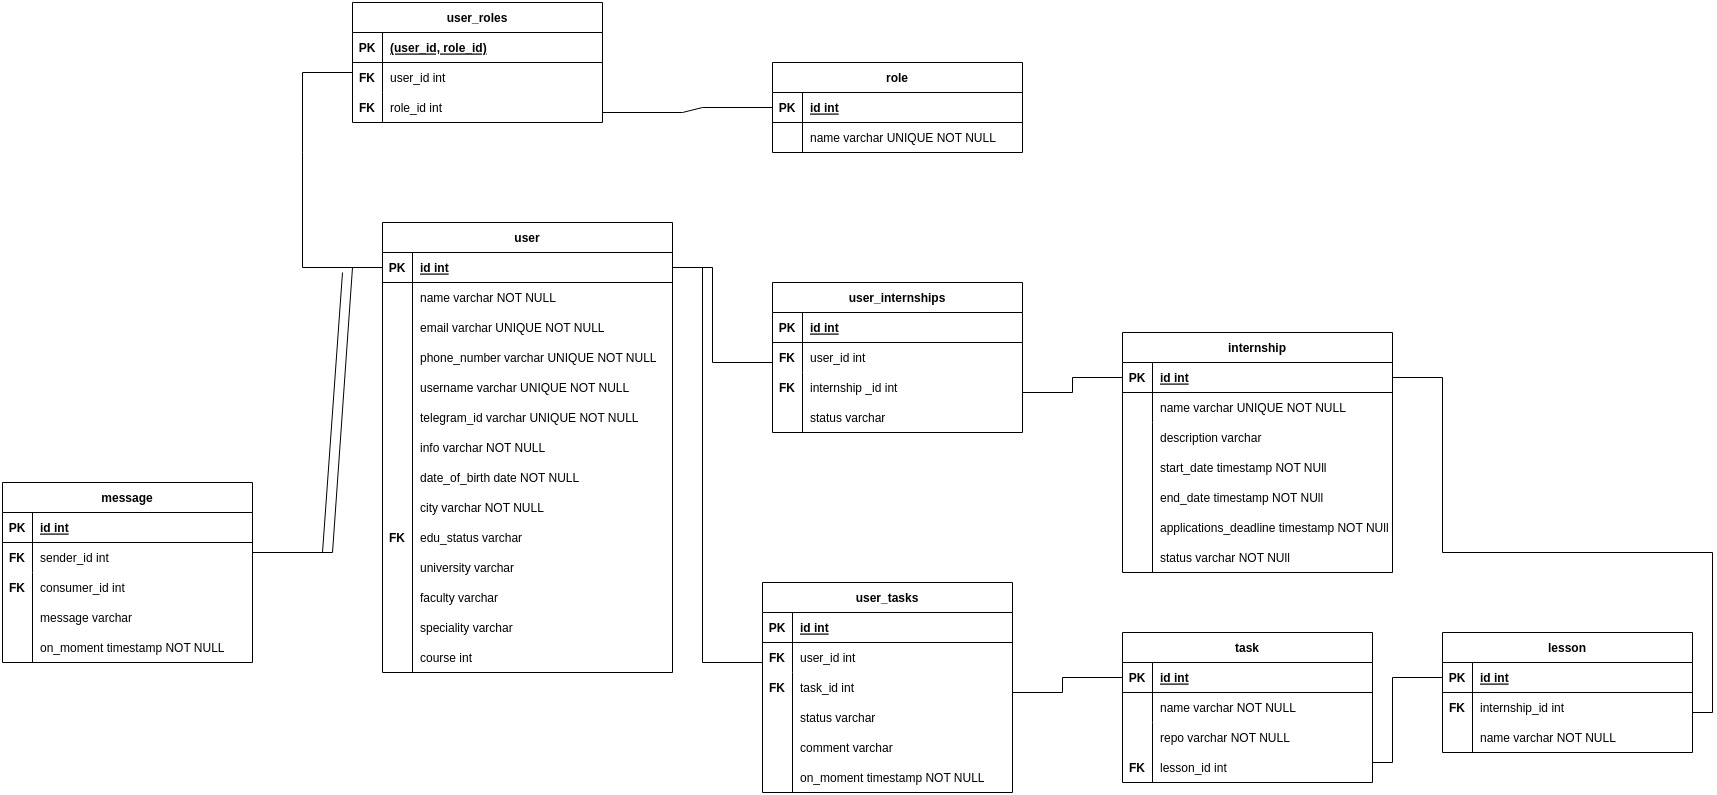 user_roles
PK (user_id, role_id)
FK user_id int
FK role_id int
role
PK id int
name varchar UNIQUE NOT NULL
user
PK id int
name varchar NOT NULL
email varchar UNIQUE NOT NULL
phone_number varchar UNIQUE NOT NULL
username varchar UNIQUE NOT NULL
telegram_id varchar UNIQUE NOT NULL
info varchar NOT NULL
date_of_birth date NOT NULL
city varchar NOT NULL
FK edu_status varchar
university varchar
faculty varchar
speciality varchar
course int
user_internships
PK id int
FK user_id int
FK internship _id int
status varchar
internship
PK id int
name varchar UNIQUE NOT NULL
description varchar
start_date timestamp NOT NUll
end_date timestamp NOT NUll
applications_deadline timestamp NOT NUll
status varchar NOT NUll
message
PK id int
FK sender_id int
FK consumer_id int
message varchar
on_moment timestamp NOT NULL
user_tasks
PK id int
FK user_id int
FK task_id int
status varchar
comment varchar
on_moment timestamp NOT NULL
task
PK id int
name varchar NOT NULL
repo varchar NOT NULL
FK lesson_id int
lesson
PK id int
FK internship_id int
name varchar NOT NULL